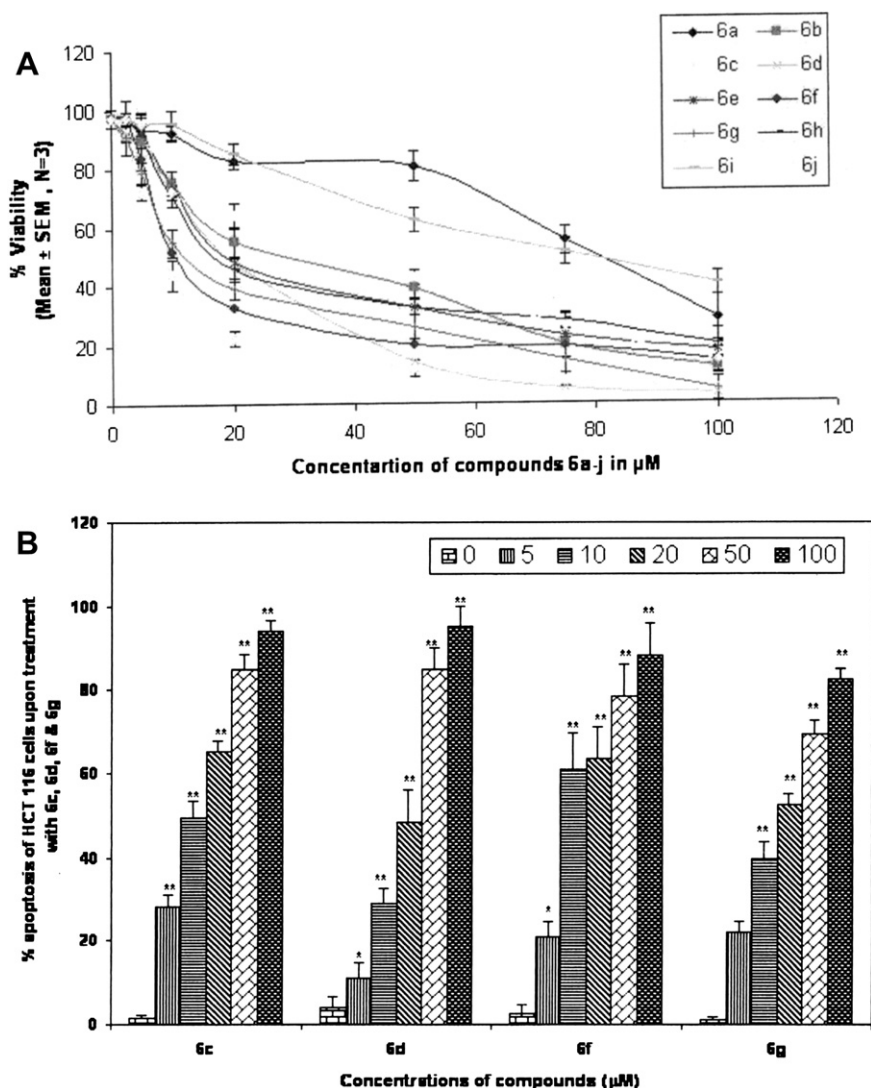 A
120
100
80
60
40
20
0
% Viability
(Mean ± SEM , N=3)
0 20 40 60 80 100 120
Concentartion of compounds 6a-j in µM
6a 6b
6c 6d
6e 6f
6g 6h
6i 6j
B
120
100
80
60
40
20
0
% apoptosis of HCT 116 cells upon treatment
with 6c, 6d, 6f & 6g
0 5 10 20 50 100
** ** ** ** **
* ** ** ** **
* ** ** ** **
** ** ** **
6c 6d 6f 6g
Concentrations of compounds (µM)